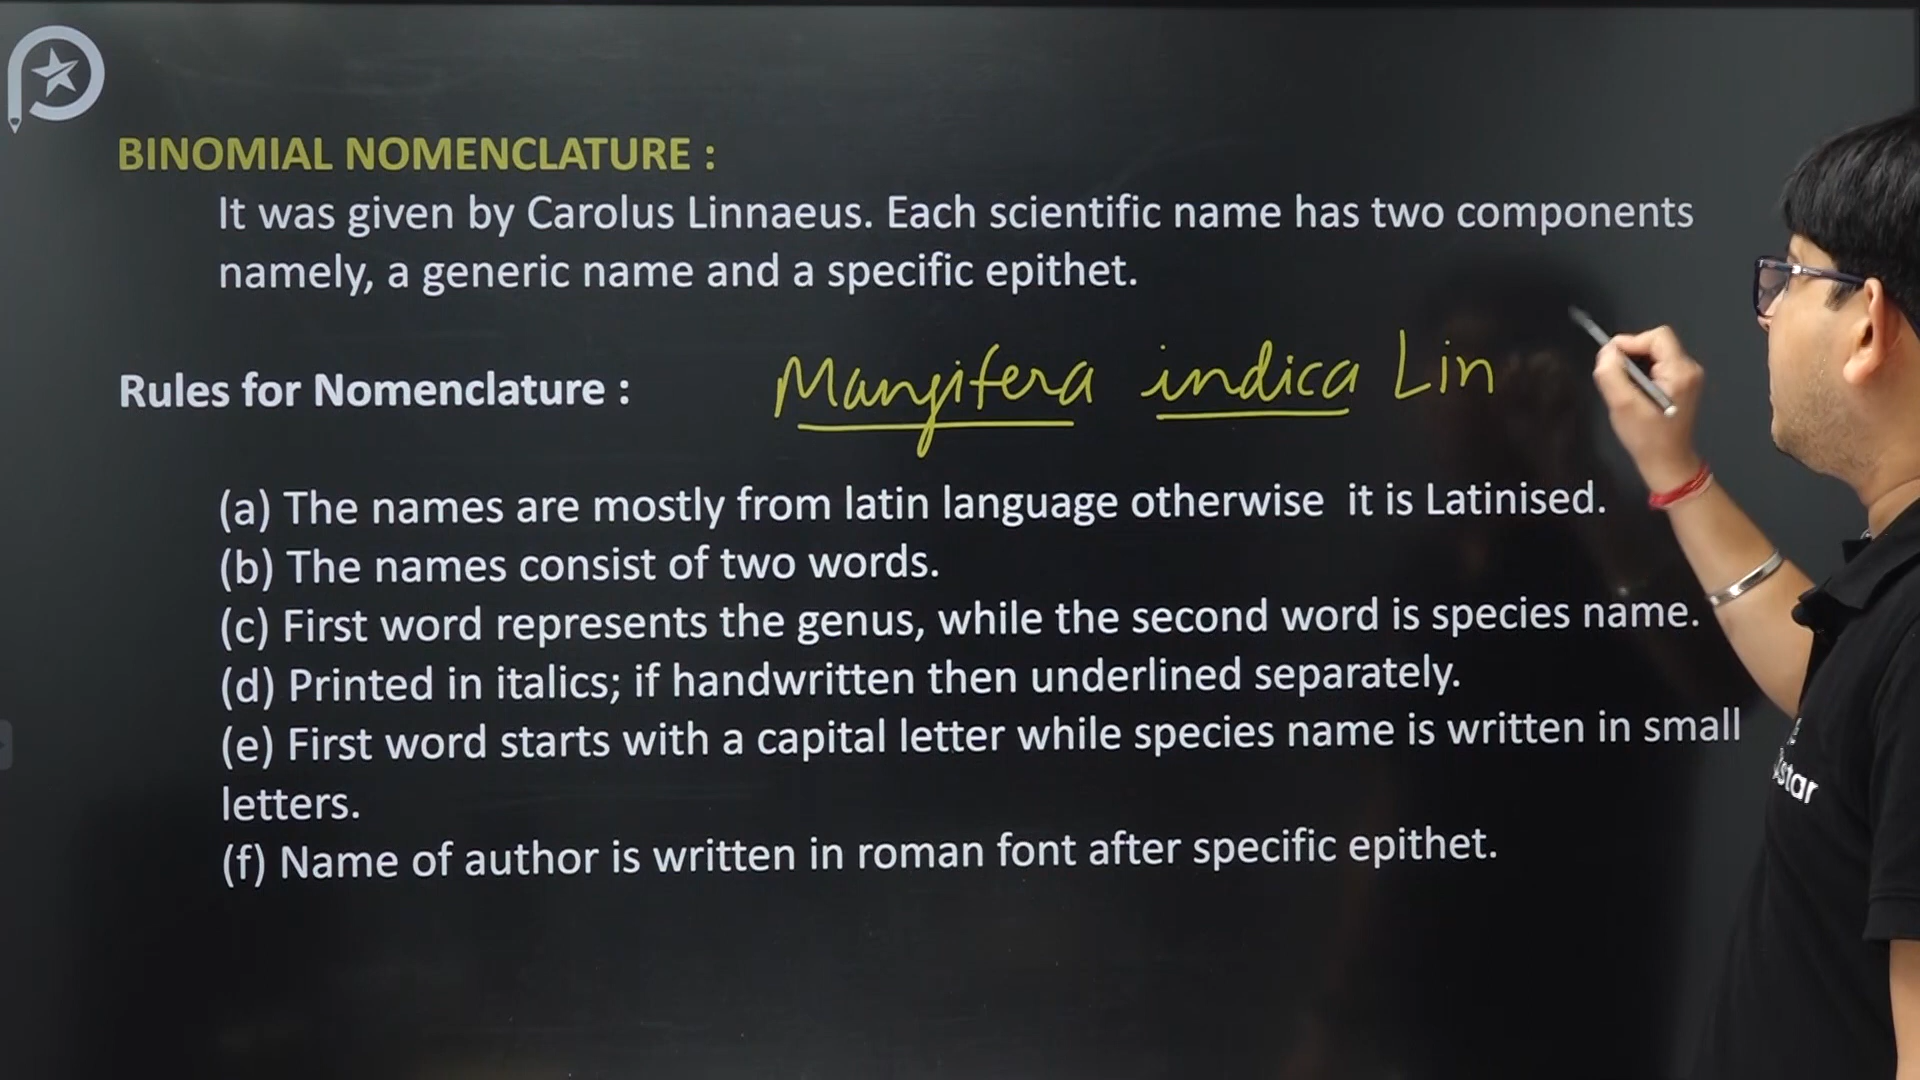 BINOMIAL NOMENCLATURE :
It was given by Carolus Linnaeus. Each scientific name has two components
namely, a generic name and a specific epithet.
Rules for Nomenclature :
Mangifera indica Lin
(a) The names are mostly from latin language otherwise it is Latinised.
(b) The names consist of two words.
(c) First word represents the genus, while the second word is species name.
(d) Printed in italics; if handwritten then underlined separately.
(e) First word starts with a capital letter while species name is written in small
letters.
(f) Name of author is written in roman font after specific epithet.
star